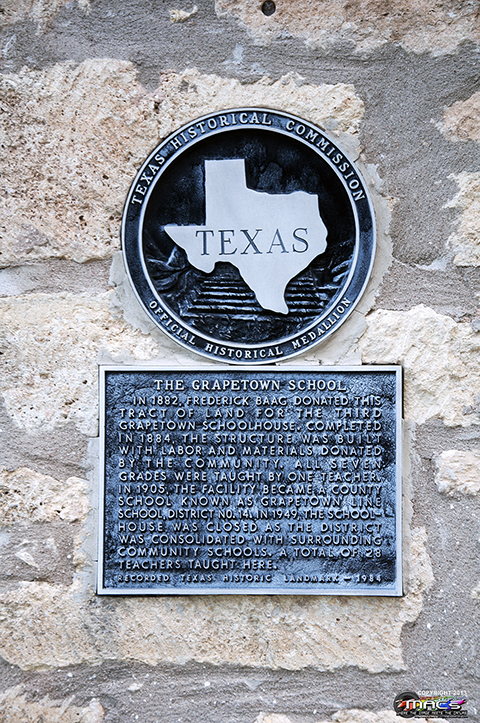 TEXAS HISTORICAL COMMISSION
TEXAS
OFFICIAL HISTORICAL MEDALLION
THE GRAPETOWN SCHOOL
IN 1882, FREDERICK BAAG DONATED THIS
TRACT OF LAND FOR THE THIRD
GRAPETOWN SCHOOLHOUSE. COMPLETED
IN 1884, THE STRUCTURE WAS BUILT
WITH LABOR AND MATERIALS DONATED
BY THE COMMUNITY. ALL SEVEN
GRADES WERE TAUGHT BY ONE TEACHER.
IN 1905, THE FACILITY BECAME A COUNTY
SCHOOL KNOWN AS GRAPETOWN LINE
SCHOOL, DISTRICT NO. 14. IN 1949, THE SCHOOL-
HOUSE WAS CLOSED AS THE DISTRICT
WAS CONSOLIDATED WITH SURROUNDING
COMMUNITY SCHOOLS. A TOTAL OF 28
TEACHERS TAUGHT HERE.
RECORDED TEXAS HISTORIC LANDMARK - 1984
COPYRIGHT 2013
MACS